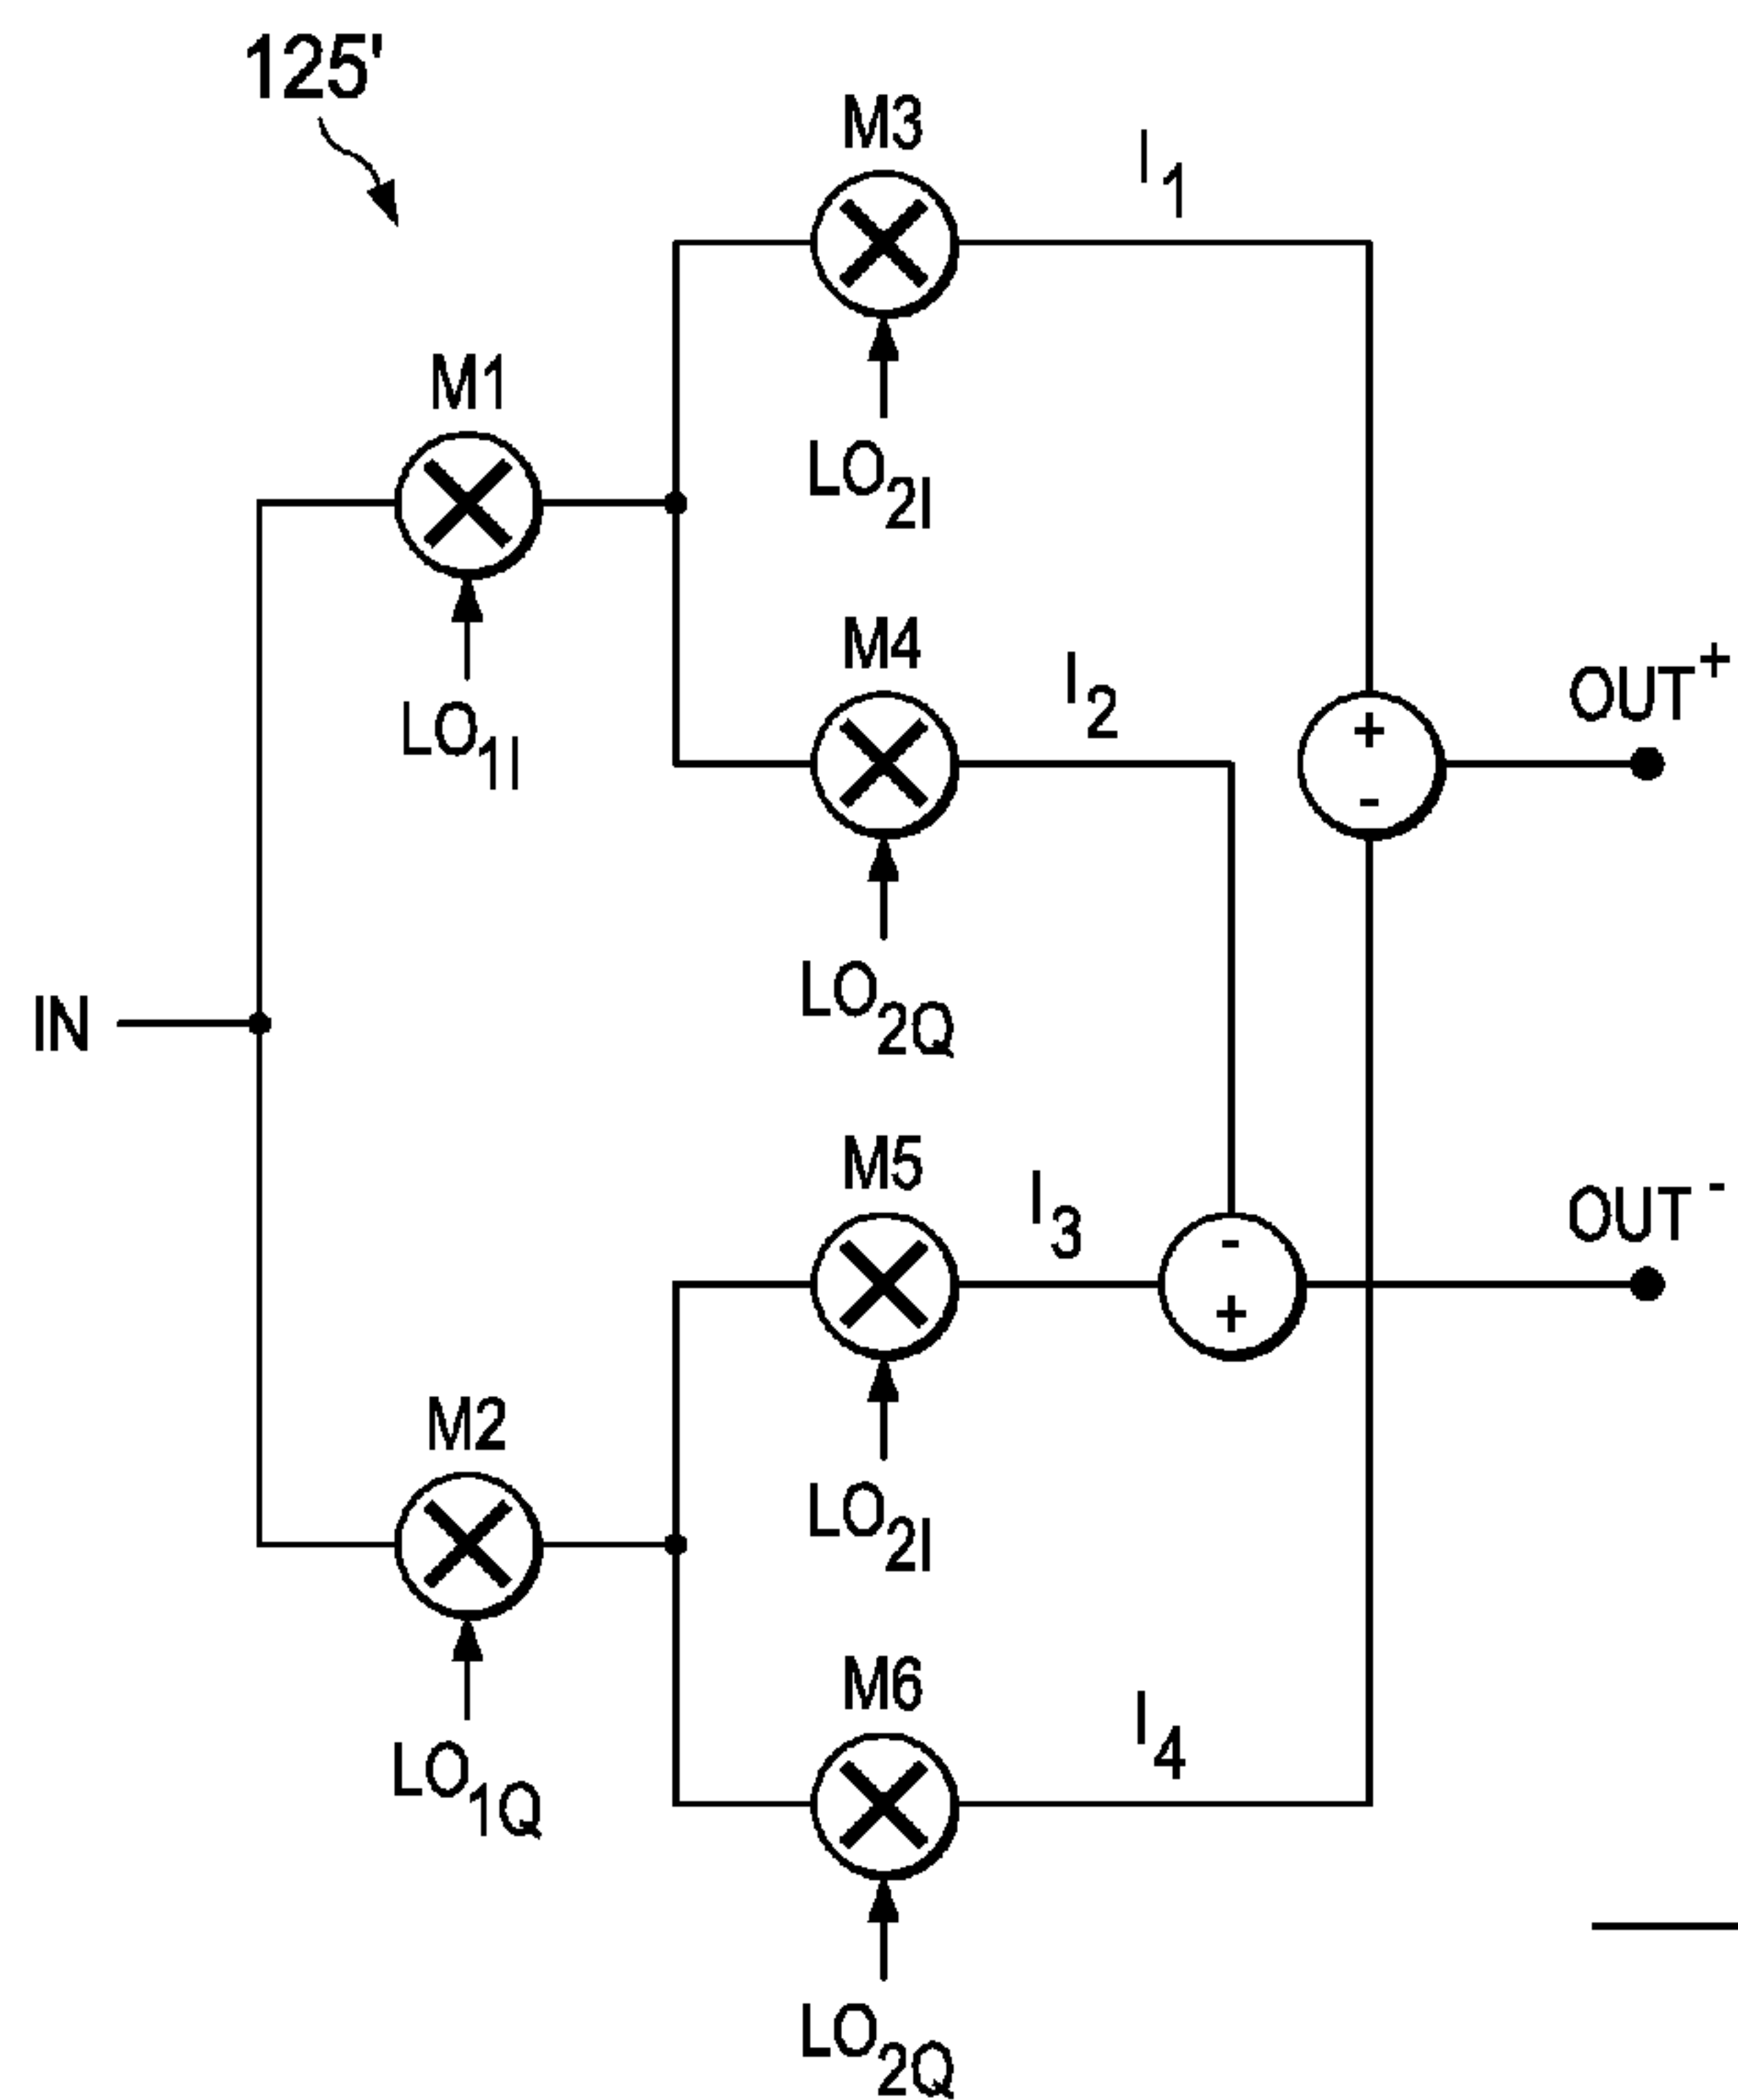 125'
M3
I1
LO2I
M1
LO1I
M4
I2
OUT+
+
-
LO2Q
IN
M5
I3
OUT-
-
+
LO2I
M2
LO1Q
M6
I4
LO2Q